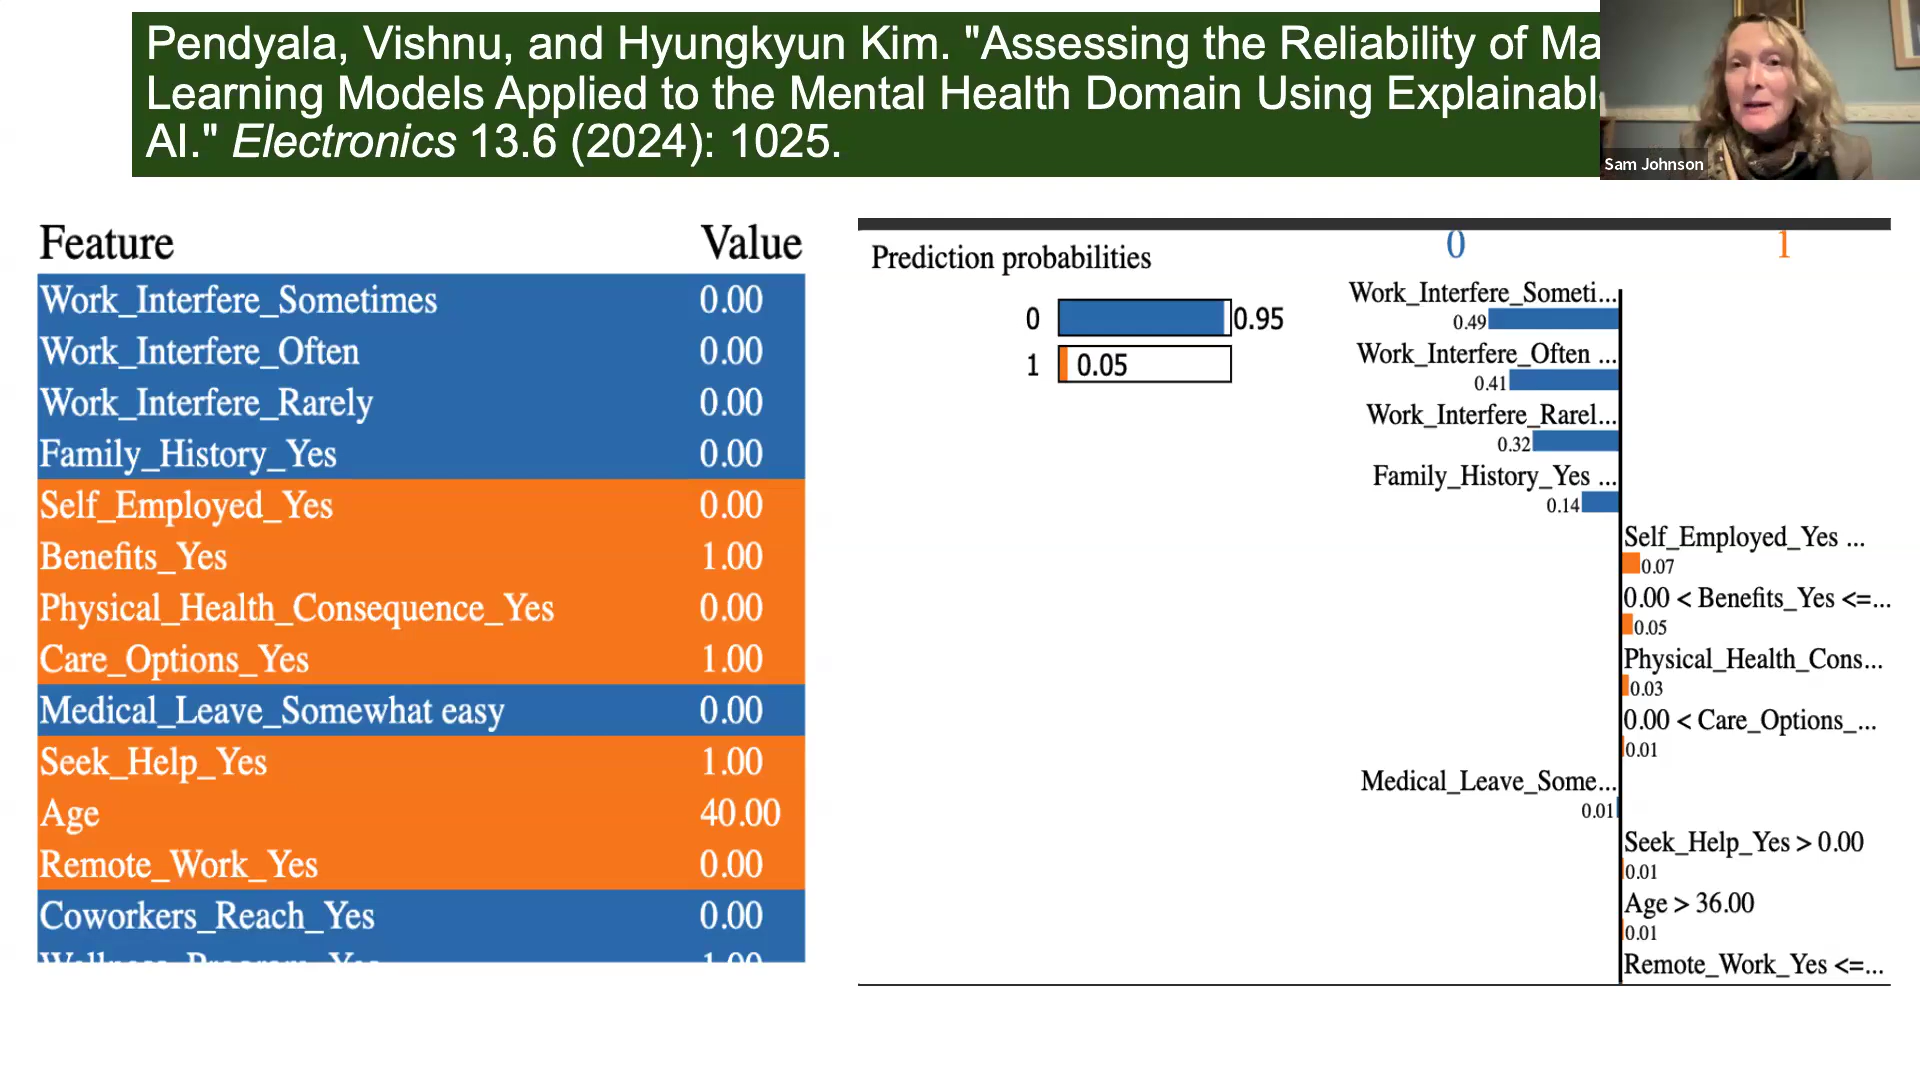 Pendyala, Vishnu, and Hyungkyun Kim. "Assessing the Reliability of Ma
Learning Models Applied to the Mental Health Domain Using Explainabl
AI." Electronics 13.6 (2024): 1025.
Sam Johnson
Feature Value
Work_Interfere_Sometimes 0.00
Work_Interfere_Often 0.00
Work_Interfere_Rarely 0.00
Family_History_Yes 0.00
Self_Employed_Yes 0.00
Benefits_Yes 1.00
Physical_Health_Consequence_Yes 0.00
Care_Options_Yes 1.00
Medical_Leave_Somewhat easy 0.00
Seek_Help_Yes 1.00
Age 40.00
Remote_Work_Yes 0.00
Coworkers_Reach_Yes 0.00
Wellness_Program_Yes 1.00
Prediction probabilities
0 0.95
1 0.05
0 1
Work_Interfere_Someti...
0.49
Work_Interfere_Often ...
0.41
Work_Interfere_Rarel...
0.32
Family_History_Yes ...
0.14
Self_Employed_Yes ...
0.07
0.00 < Benefits_Yes <=...
0.05
Physical_Health_Cons...
0.03
0.00 < Care_Options_...
0.01
Medical_Leave_Some...
0.01
Seek_Help_Yes > 0.00
0.01
Age > 36.00
0.01
Remote_Work_Yes <=...